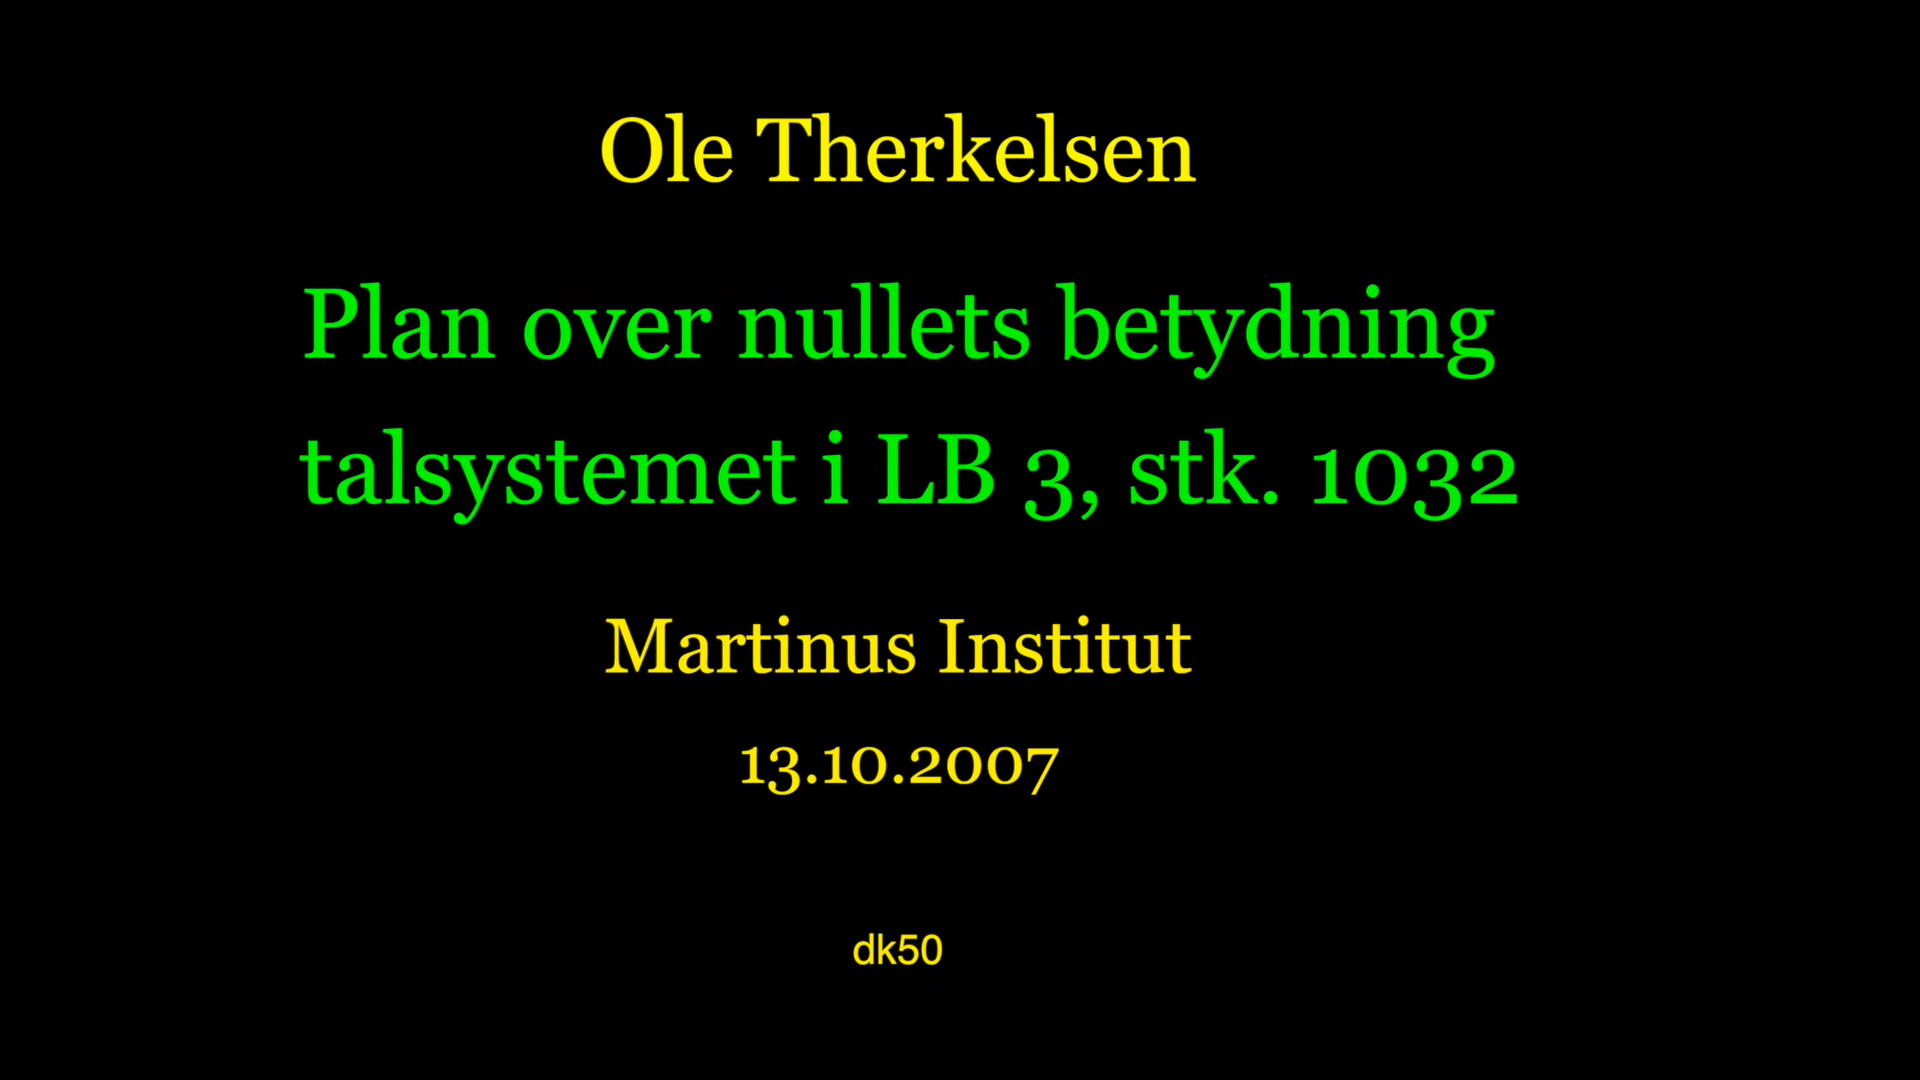 Ole Therkelsen
Plan over nullets betydning
talsystemet i LB 3, stk. 1032
Martinus Institut
13.10.2007
dk50